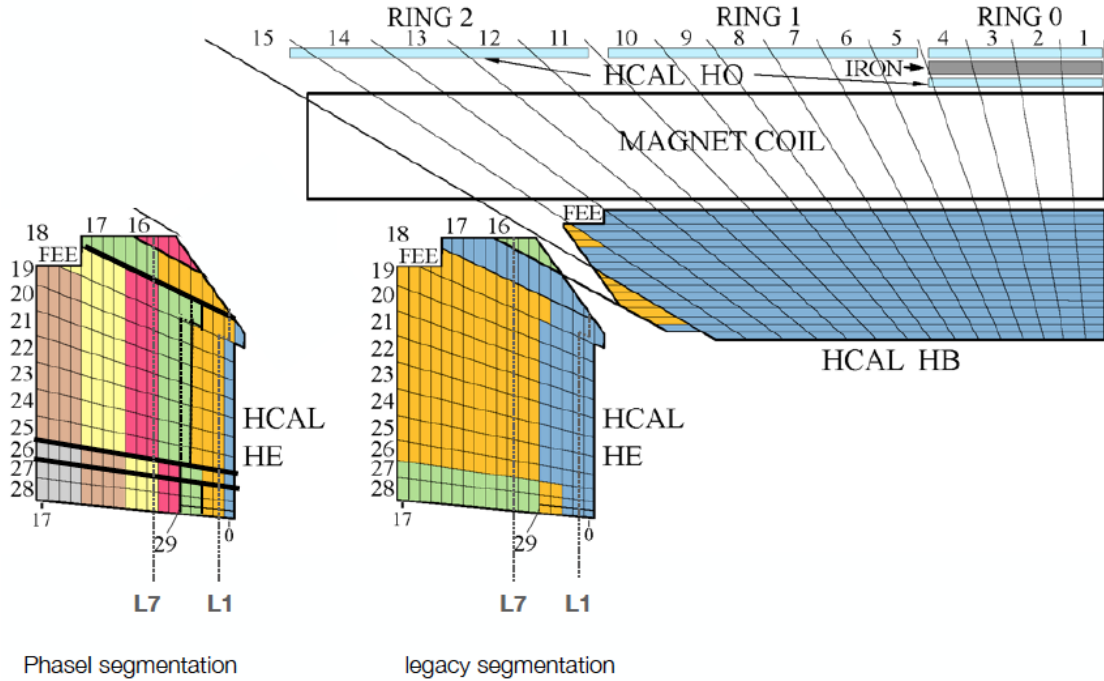 RING 2 RING 1 RING 0
15 14 13 12 11 10 9 8 7 6 5 4 3 2 1
HCAL HO IRON
MAGNET COIL
FEE
HCAL HB
18 17 16
FEE
19
20
21
22
23
24
25
26
27
28
17
29
0
HCAL
HE
L7 L1
PhaseI segmentation
18 17 16
FEE
19
20
21
22
23
24
25
26
27
28
17
29
0
HCAL
HE
L7 L1
legacy segmentation